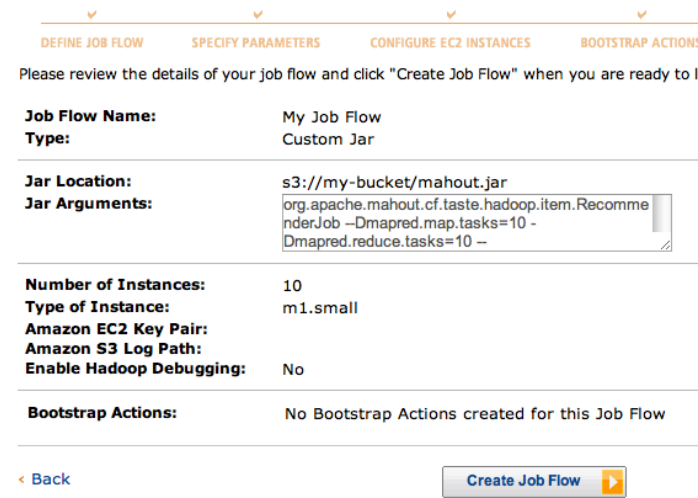 DEFINE JOB FLOW SPECIFY PARAMETERS CONFIGURE EC2 INSTANCES BOOTSTRAP ACTIONS
Please review the details of your job flow and click "Create Job Flow" when you are ready to l
Job Flow Name: My Job Flow
Type: Custom Jar
Jar Location: s3://my-bucket/mahout.jar
Jar Arguments: org.apache.mahout.cf.taste.hadoop.item.Recomme
nderJob --Dmapred.map.tasks=10 -
Dmapred.reduce.tasks=10 --
Number of Instances: 10
Type of Instance: m1.small
Amazon EC2 Key Pair:
Amazon S3 Log Path:
Enable Hadoop Debugging: No
Bootstrap Actions: No Bootstrap Actions created for this Job Flow
‹ Back Create Job Flow